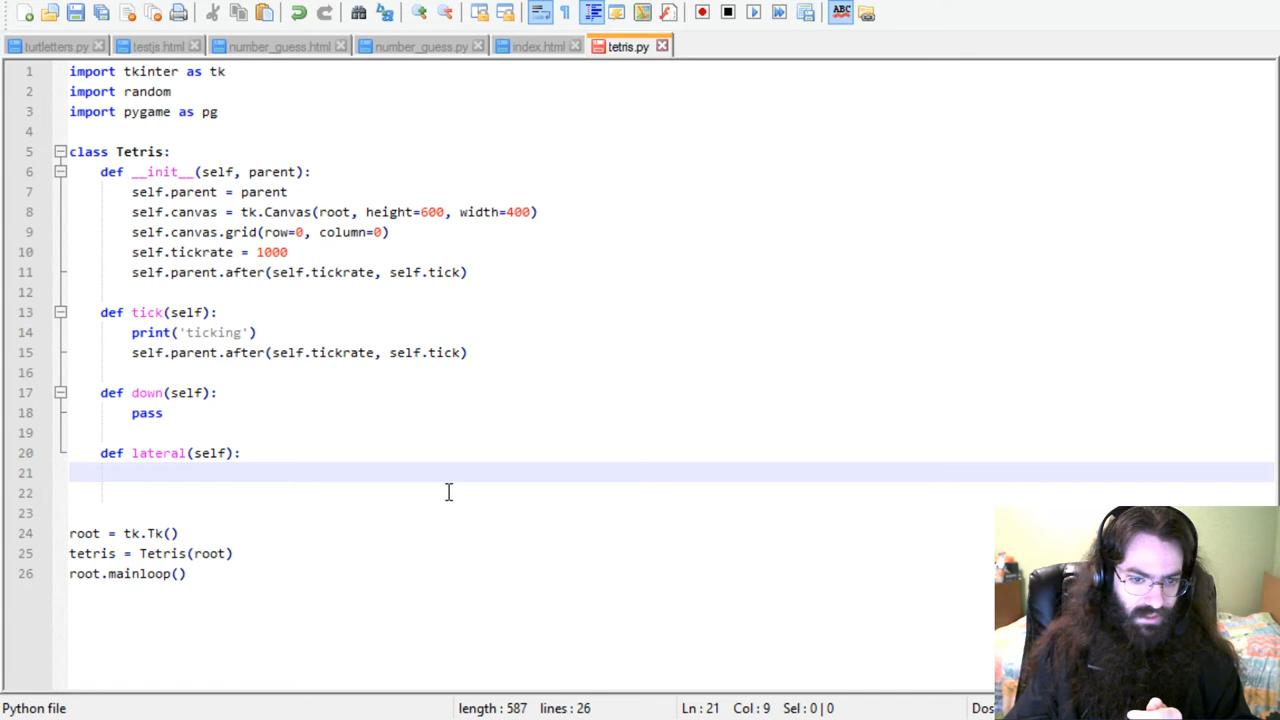 ABC
turtletters.py
testjs.html
number_guess.html
number_guess.py
index.html
tetris.py
1 import tkinter as tk
2 import random
3 import pygame as pg
4
5 class Tetris:
6     def __init__(self, parent):
7         self.parent = parent
8         self.canvas = tk.Canvas(root, height=600, width=400)
9         self.canvas.grid(row=0, column=0)
10         self.tickrate = 1000
11         self.parent.after(self.tickrate, self.tick)
12
13     def tick(self):
14         print('ticking')
15         self.parent.after(self.tickrate, self.tick)
16
17     def down(self):
18         pass
19
20     def lateral(self):
21
22
23
24 root = tk.Tk()
25 tetris = Tetris(root)
26 root.mainloop()
Python file length : 587 lines : 26 Ln : 21 Col : 9 Sel : 0 | 0 Dos